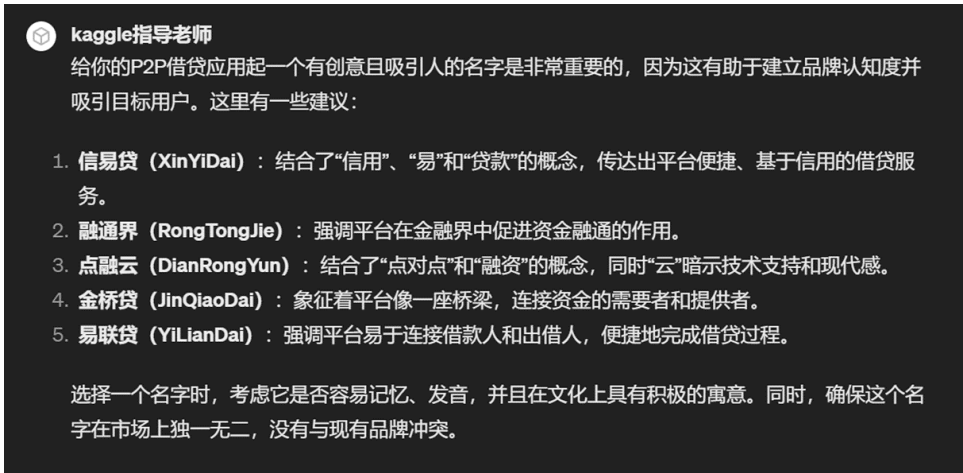 kaggle指导老师
给你的P2P借贷应用起一个有创意且吸引人的名字是非常重要的，因为这有助于建立品牌认知度并
吸引目标用户。这里有一些建议：
1. 信易贷（XinYiDai）：结合了“信用”、“易”和“贷款”的概念，传达出平台便捷、基于信用的借贷服
务。
2. 融通界（RongTongJie）：强调平台在金融界中促进资金融通的作用。
3. 点融云（DianRongYun）：结合了“点对点”和“融资”的概念，同时“云”暗示技术支持和现代感。
4. 金桥贷（JinQiaoDai）：象征着平台像一座桥梁，连接资金的需要者和提供者。
5. 易联贷（YiLianDai）：强调平台易于连接借款人和出借人，便捷地完成借贷过程。
选择一个名字时，考虑它是否容易记忆、发音，并且在文化上具有积极的寓意。同时，确保这个名
字在市场上独一无二，没有与现有品牌冲突。